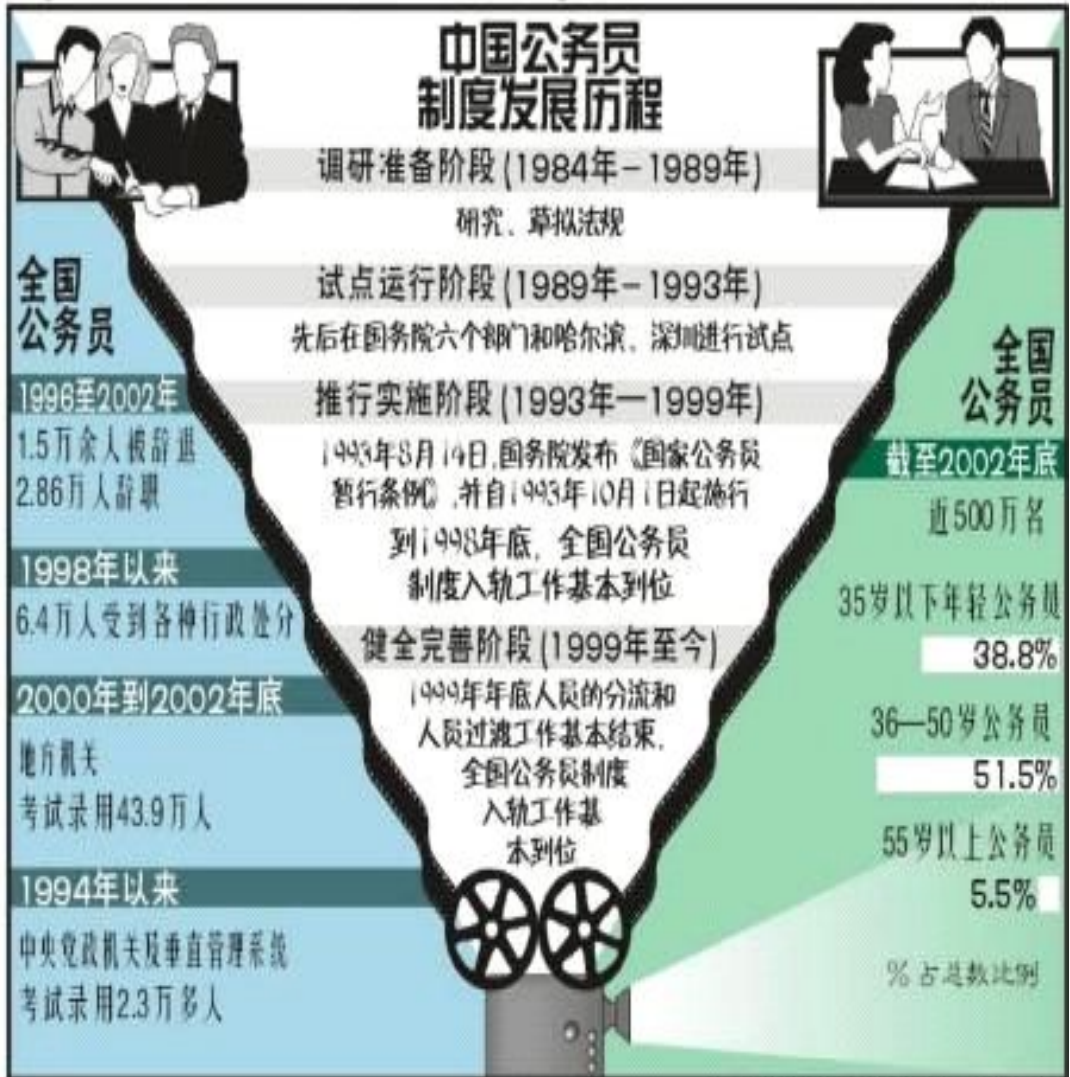 中国公务员
制度发展历程
调研准备阶段(1984年-1989年)
研究、草拟法规
试点运行阶段(1989年-1993年)
先后在国务院六个部门和哈尔滨、深圳进行试点
推行实施阶段(1993年—1999年)
1993年8月14日,国务院发布《国家公务员
暂行条例》,并自1993年10月1日起施行
到1998年底，全国公务员
制度入轨工作基本到位
健全完善阶段(1999年至今)
1999年年底人员的分流和
人员过渡工作基本结束,
全国公务员制度
入轨工作基
本到位
全国
公务员
1996至2002年
1.5万余人被辞退
2.86万人辞职
1998年以来
6.4万人受到各种行政处分
2000年到2002年底
地方机关
考试录用43.9万人
1994年以来
中央党政机关及垂直管理系统
考试录用2.3万多人
全国
公务员
截至2002年底
近500万名
35岁以下年轻公务员
38.8%
36—50岁公务员
51.5%
55岁以上公务员
5.5%
% 占总数比例